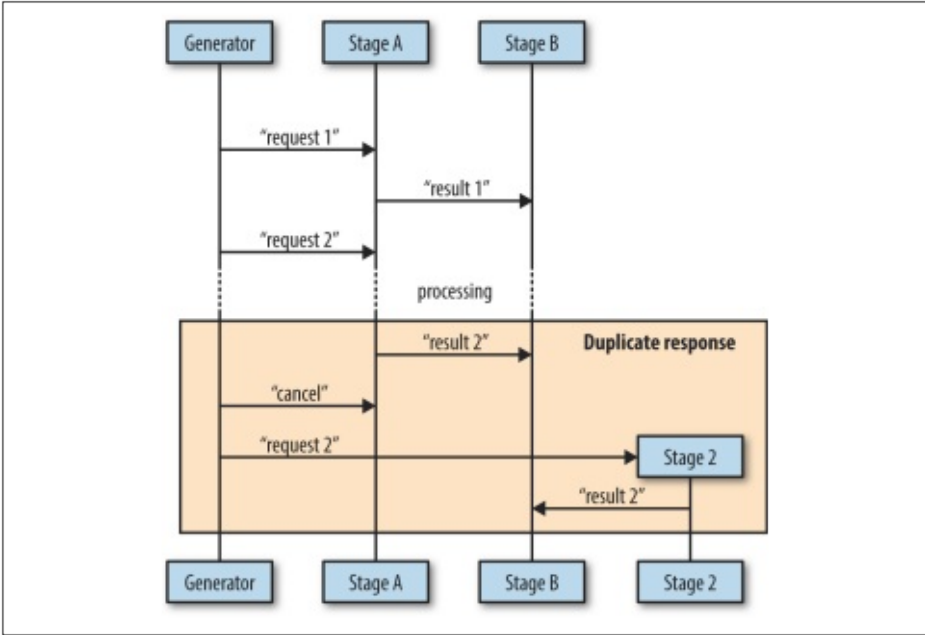 Generator Stage A Stage B
“request 1”
“result 1”
“request 2”
processing
“result 2” Duplicate response
“cancel”
“request 2” Stage 2
“result 2”
Generator Stage A Stage B Stage 2